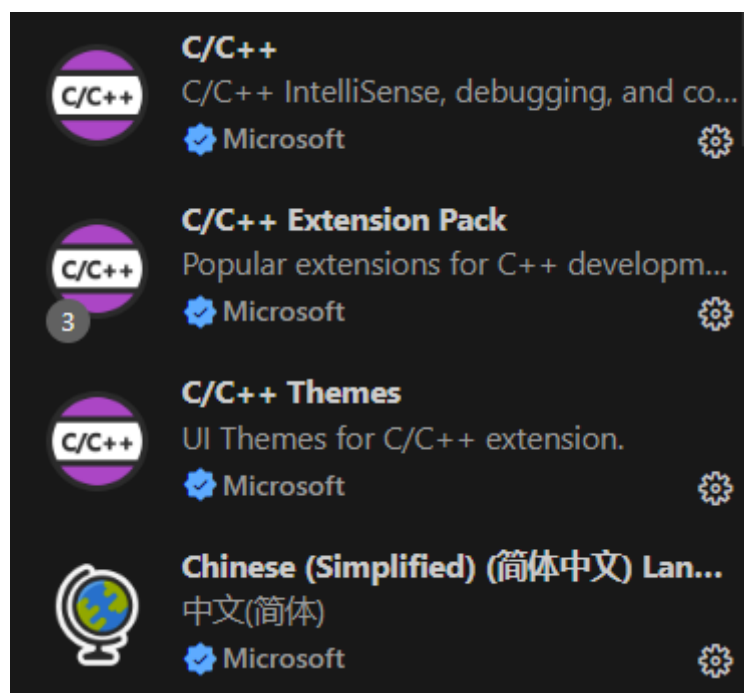 C/C++
C/C++
C/C++ IntelliSense, debugging, and co...
Microsoft
C/C++ Extension Pack
C/C++
Popular extensions for C++ developm...
3
Microsoft
C/C++ Themes
C/C++
UI Themes for C/C++ extension.
Microsoft
Chinese (Simplified) (简体中文) Lan...
中文(简体)
Microsoft